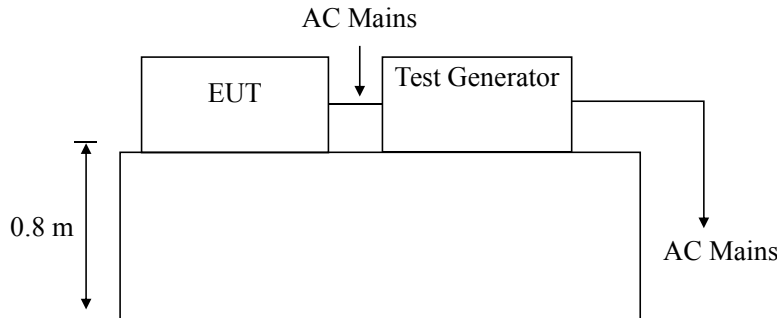 AC Mains
EUT
Test Generator
0.8 m
AC Mains